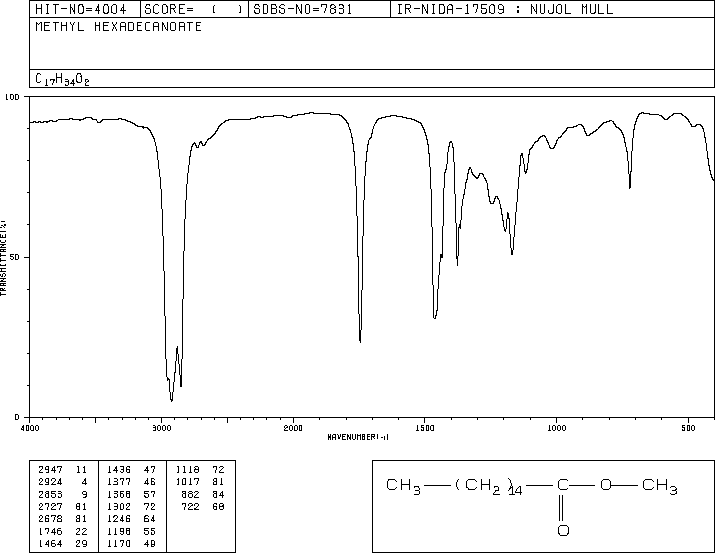 HIT-NO=4004 SCORE= ( ) SDBS-NO=7831 IR-NIDA-17509 : NUJOL MULL
METHYL HEXADECANOATE
C17H34O2
100
50
0
TRANSMITTANCE(%)
4000 3000 2000 1500 1000 500
WAVENUMBER(-1)
2947 11 1436 47 1118 72
2924 4 1377 46 1017 81
2853 9 1368 57 882 84
2727 81 1302 72 722 68
2678 81 1246 64
1746 22 1198 55
1464 29 1170 49
CH3 (CH2)14 C O CH3
O